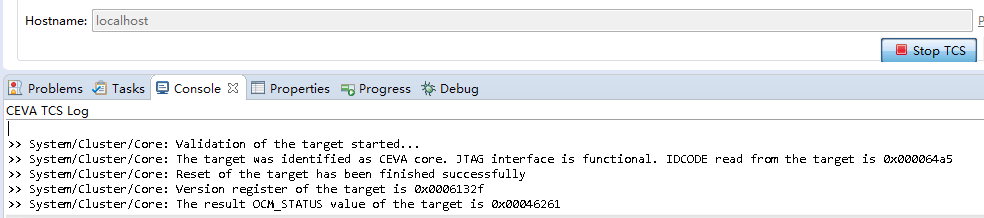 Hostname: localhost
P
Stop TCS
Problems Tasks Console Properties Progress Debug
CEVA TCS Log
>> System/Cluster/Core: Validation of the target started...
>> System/Cluster/Core: The target was identified as CEVA core. JTAG interface is functional. IDCODE read from the target is 0x000064a5
>> System/Cluster/Core: Reset of the target has been finished successfully
>> System/Cluster/Core: Version register of the target is 0x0006132f
>> System/Cluster/Core: The result OCM_STATUS value of the target is 0x00046261